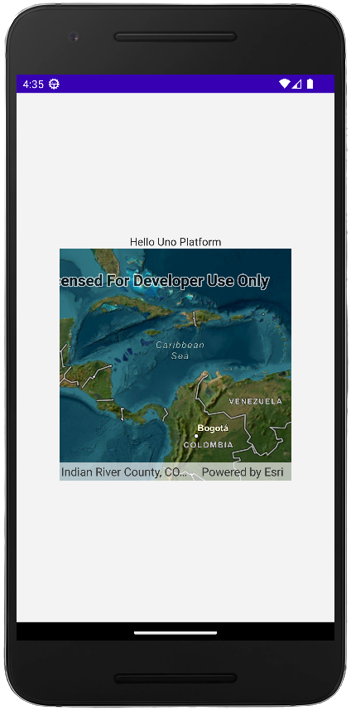 4:35
Hello Uno Platform
ensed For Developer Use Only
Caribbean
Sea
VENEZUELA
Bogotá
COLOMBIA
Indian River County, CO... Powered by Esri